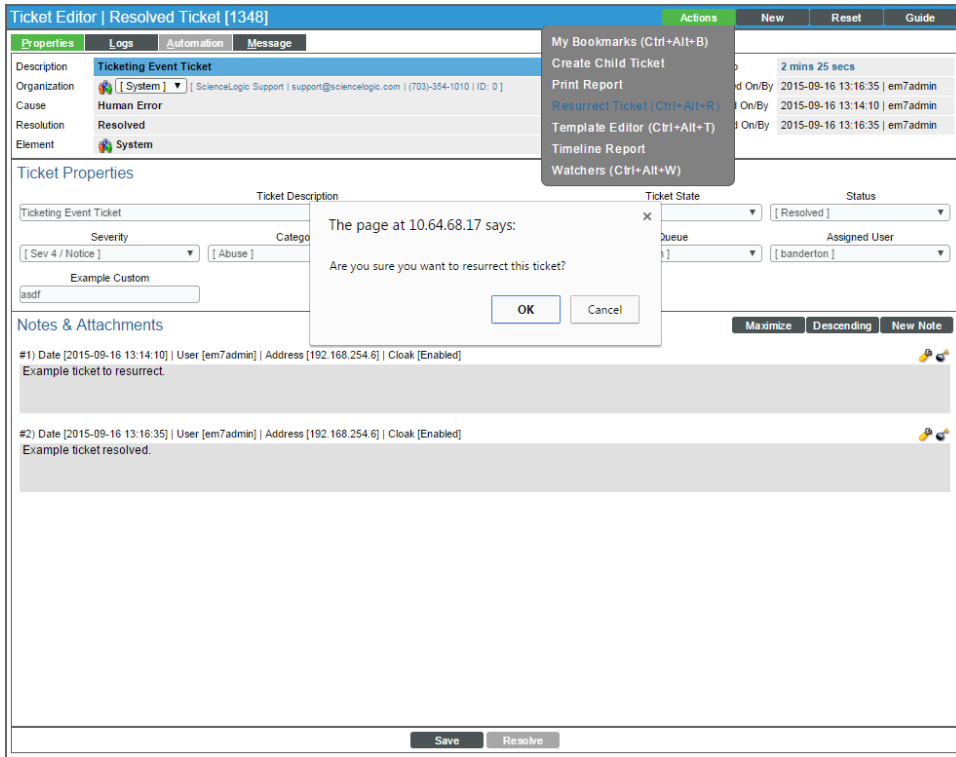 Ticket Editor | Resolved Ticket [1348]
Actions New Reset Guide
Properties Logs Automation Message
My Bookmarks (Ctrl+Alt+B)
Create Child Ticket
Print Report
Resurrect Ticket (Ctrl+Alt+R)
Template Editor (Ctrl+Alt+T)
Timeline Report
Watchers (Ctrl+Alt+W)
Description Ticketing Event Ticket 2 mins 25 secs
Organization [ System ] [ ScienceLogic Support | support@sciencelogic.com | (703)-354-1010 | ID: 0 ] ed On/By 2015-09-16 13:16:35 | em7admin
Cause Human Error On/By 2015-09-16 13:14:10 | em7admin
Resolution Resolved d On/By 2015-09-16 13:16:35 | em7admin
Element System
Ticket Properties
Ticket Description Ticket State Status
Ticketing Event Ticket [ Resolved ]
Severity Catego Queue Assigned User
[ Sev 4 / Notice ] [ Abuse ] [ banderton ]
Example Custom
asdf
The page at 10.64.68.17 says:
Are you sure you want to resurrect this ticket?
OK Cancel
Notes & Attachments Maximize Descending New Note
#1) Date [2015-09-16 13:14:10] | User [em7admin] | Address [192.168.254.6] | Cloak [Enabled]
Example ticket to resurrect.
#2) Date [2015-09-16 13:16:35] | User [em7admin] | Address [192.168.254.6] | Cloak [Enabled]
Example ticket resolved.
Save Resolve